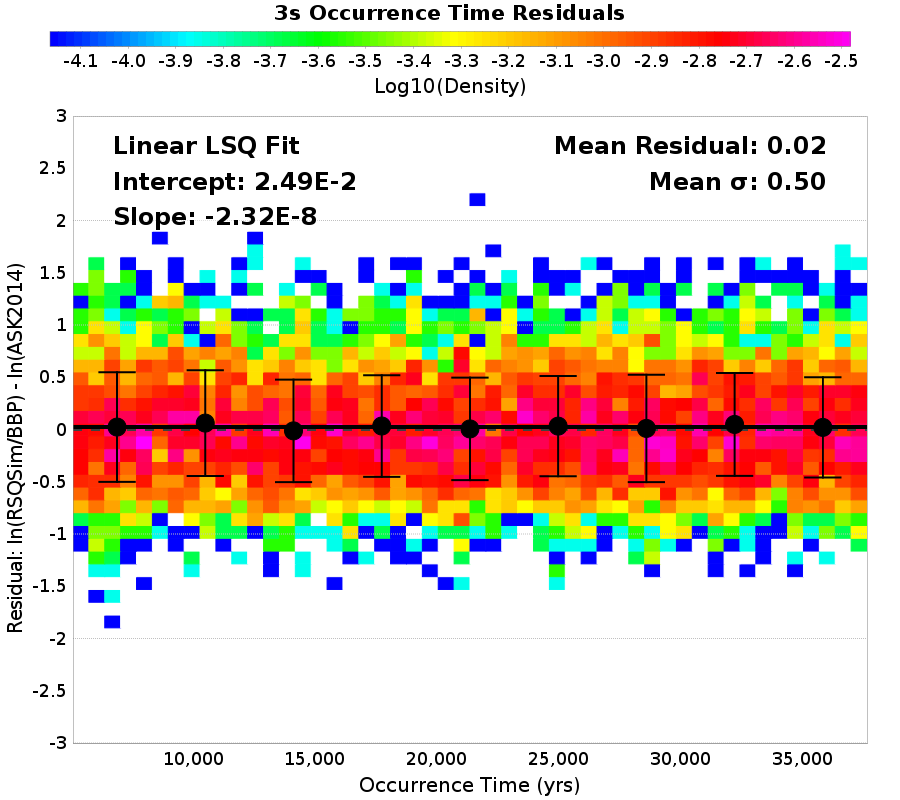 3s Occurrence Time Residuals
-4.1 -4.0 -3.9 -3.8 -3.7 -3.6 -3.5 -3.4 -3.3 -3.2 -3.1 -3.0 -2.9 -2.8 -2.7 -2.6 -2.5
Log10(Density)
Residual: ln(RSQSim/BBP) - ln(ASK2014)
3
2.5
2
1.5
1
0.5
0
-0.5
-1
-1.5
-2
-2.5
-3
Linear LSQ Fit
Intercept: 2.49E-2
Slope: -2.32E-8
Mean Residual: 0.02
Mean σ: 0.50
10,000 15,000 20,000 25,000 30,000 35,000
Occurrence Time (yrs)